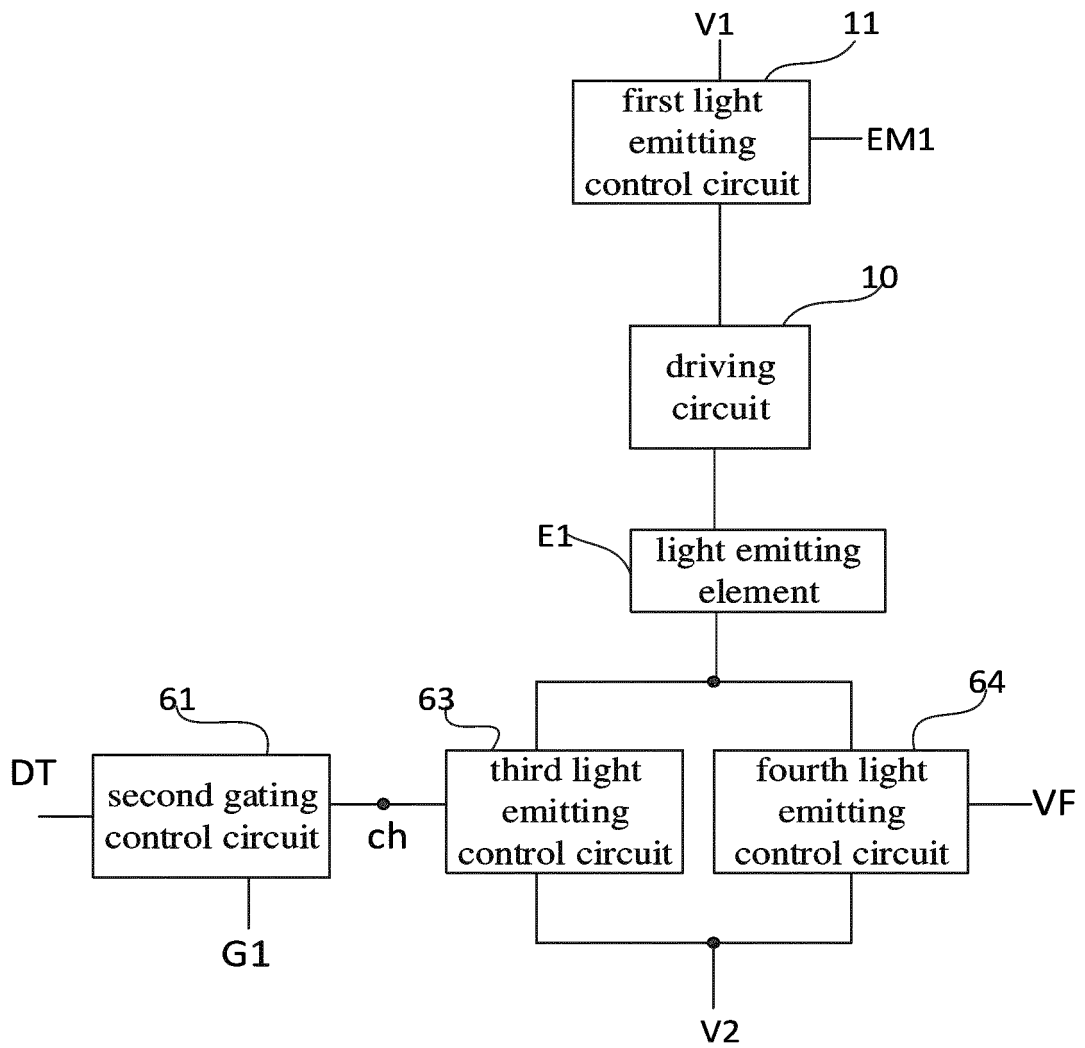 V1
11
first light
emitting
control circuit
EM1
10
driving
circuit
E1
light emitting
element
61
63
64
DT
second gating
control circuit
ch
third light
emitting
control circuit
fourth light
emitting
control circuit
VF
G1
V2